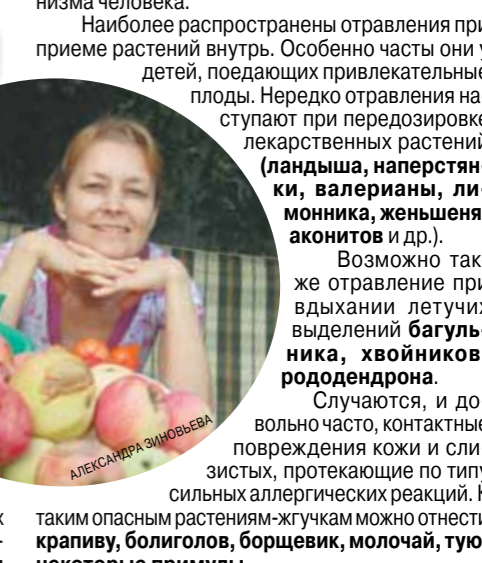 низма человека.
Наиболее распространены отравления при
приеме растений внутрь. Особенно часты они у
детей, поедающих привлекательные
плоды. Нередко отравления на-
ступают при передозировке
лекарственных растений
(ландыша, наперстян-
ки, валерианы, ли-
монника, женьшеня,
аконитов и др.).
Возможно так-
же отравление при
вдыхании летучих
выделений багуль-
ника, хвойников,
рододендрона.
Случаются, и до-
вольно часто, контактные
повреждения кожи и сли-
зистых, протекающие по типу
сильных аллергических реакций. К
таким опасным растениям-жгучкам можно отнести
крапиву, болиголов, борщевик, молочай, тую,
некоторые примулы
АЛЕКСАНДРА ЗИНОВЬЕВА